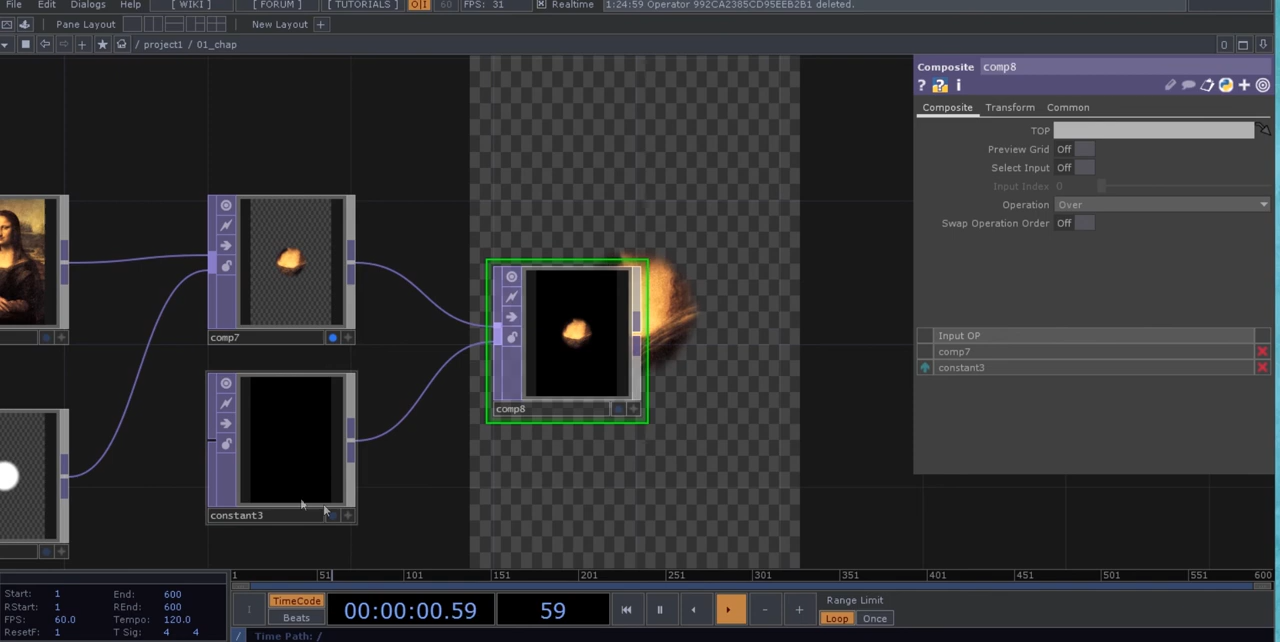 File Edit Dialogs Help [ WIKI ] [ FORUM ] [ TUTORIALS ] O|I 60 FPS: 31 Realtime 1:24:59 Operator 992CA2385CD95EEB2B1 deleted.
Pane Layout New Layout +
/ project1 / 01_chap 0
Composite comp8
? ? i
Composite Transform Common
TOP
Preview Grid Off
Select Input Off
Input Index 0
Operation Over
Swap Operation Order Off
Input OP
comp7
constant3
comp7
comp8
constant3
1 51 101 151 201 251 301 351 401 451 501 551 600
Start: 1 End: 600
RStart: 1 REnd: 600
FPS: 60.0 Tempo: 120.0
ResetF: 1 T Sig: 4 4
TimeCode
Beats
00:00:00.59
59
- +
Range Limit
Loop Once
/ Time Path: /